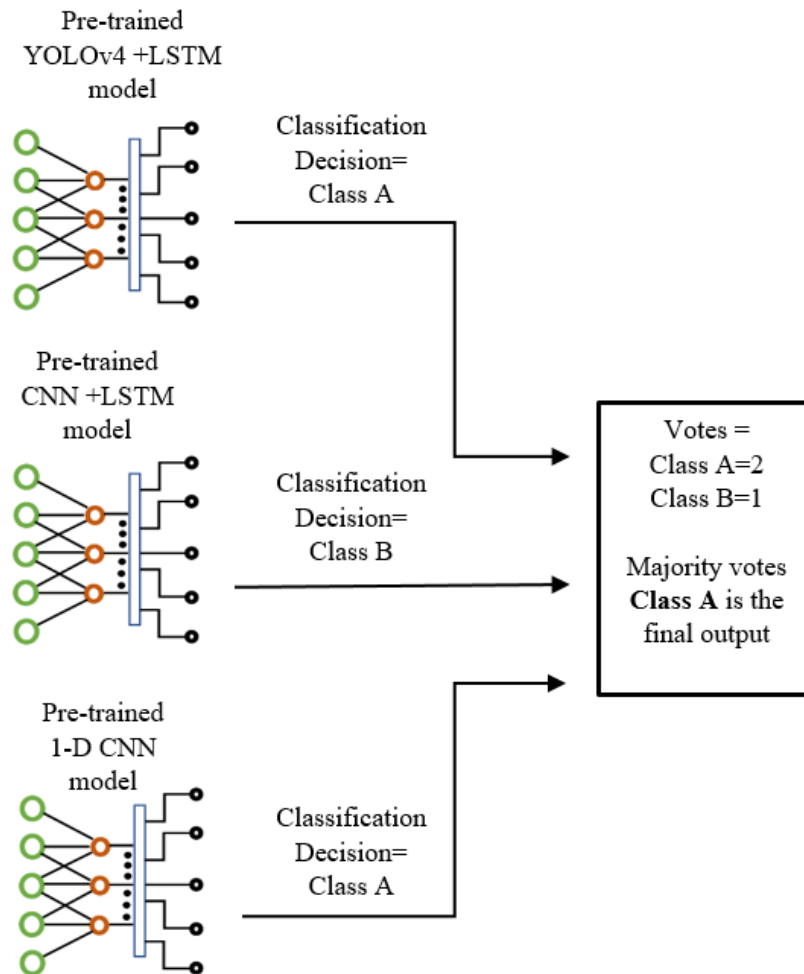 Pre-trained
YOLOv4 +LSTM
model
Classification
Decision=
Class A
Pre-trained
CNN +LSTM
model
Classification
Decision=
Class B
Pre-trained
1-D CNN
model
Classification
Decision=
Class A
Votes =
Class A=2
Class B=1
Majority votes
Class A is the
final output